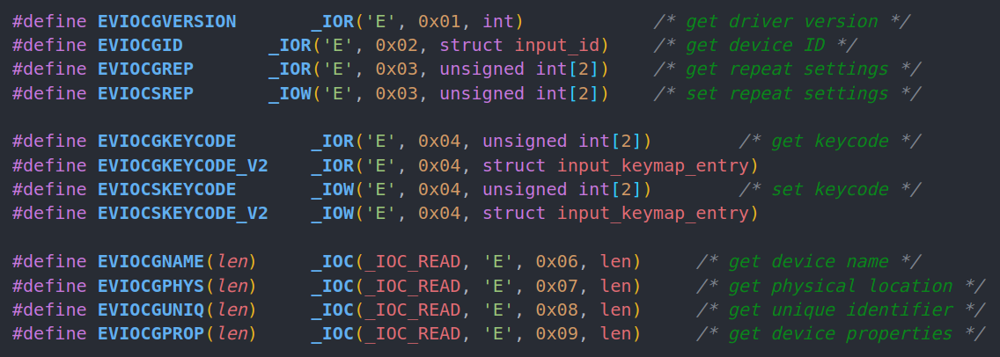 #define EVIOCGVERSION _IOR('E', 0x01, int) /* get driver version */
#define EVIOCGID _IOR('E', 0x02, struct input_id) /* get device ID */
#define EVIOCGREP _IOR('E', 0x03, unsigned int[2]) /* get repeat settings */
#define EVIOCSREP _IOW('E', 0x03, unsigned int[2]) /* set repeat settings */
#define EVIOCGKEYCODE _IOR('E', 0x04, unsigned int[2]) /* get keycode */
#define EVIOCGKEYCODE_V2 _IOR('E', 0x04, struct input_keymap_entry)
#define EVIOCSKEYCODE _IOW('E', 0x04, unsigned int[2]) /* set keycode */
#define EVIOCSKEYCODE_V2 _IOW('E', 0x04, struct input_keymap_entry)
#define EVIOCGNAME(len) _IOC(_IOC_READ, 'E', 0x06, len) /* get device name */
#define EVIOCGPHYS(len) _IOC(_IOC_READ, 'E', 0x07, len) /* get physical location */
#define EVIOCGUNIQ(len) _IOC(_IOC_READ, 'E', 0x08, len) /* get unique identifier */
#define EVIOCGPROP(len) _IOC(_IOC_READ, 'E', 0x09, len) /* get device properties */